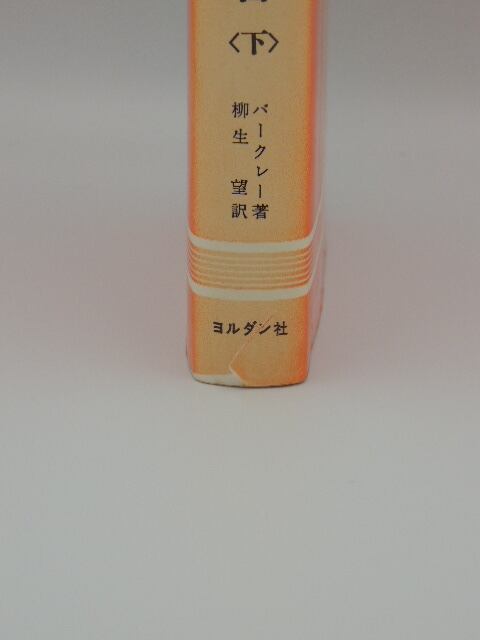 〈下〉
バークレー著
柳生 望訳
ヨルダン社